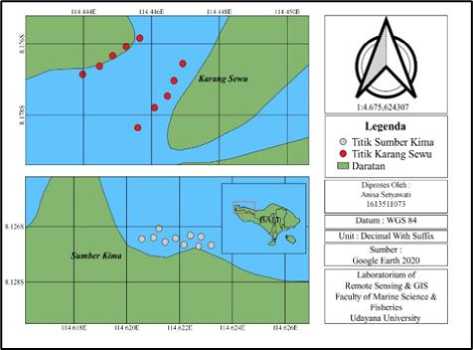 114.444E 114.446E 114.448E 114.450E
8.176S
8.178S
Karang Sewu
8.126S
8.128S
Sumber Kima
BALI
114.618E 114.620E 114.622E 114.624E 114.626E
1:4.675,624307
Legenda
Titik Sumber Kima
Titik Karang Sewu
Daratan
Diproses Oleh :
Anisa Setyawati
1613511073
Datum : WGS 84
Unit : Decimal With Suffix
Sumber :
Google Earth 2020
Laboratorium of
Remote Sensing & GIS
Faculty of Marine Science &
Fisheries
Udayana University